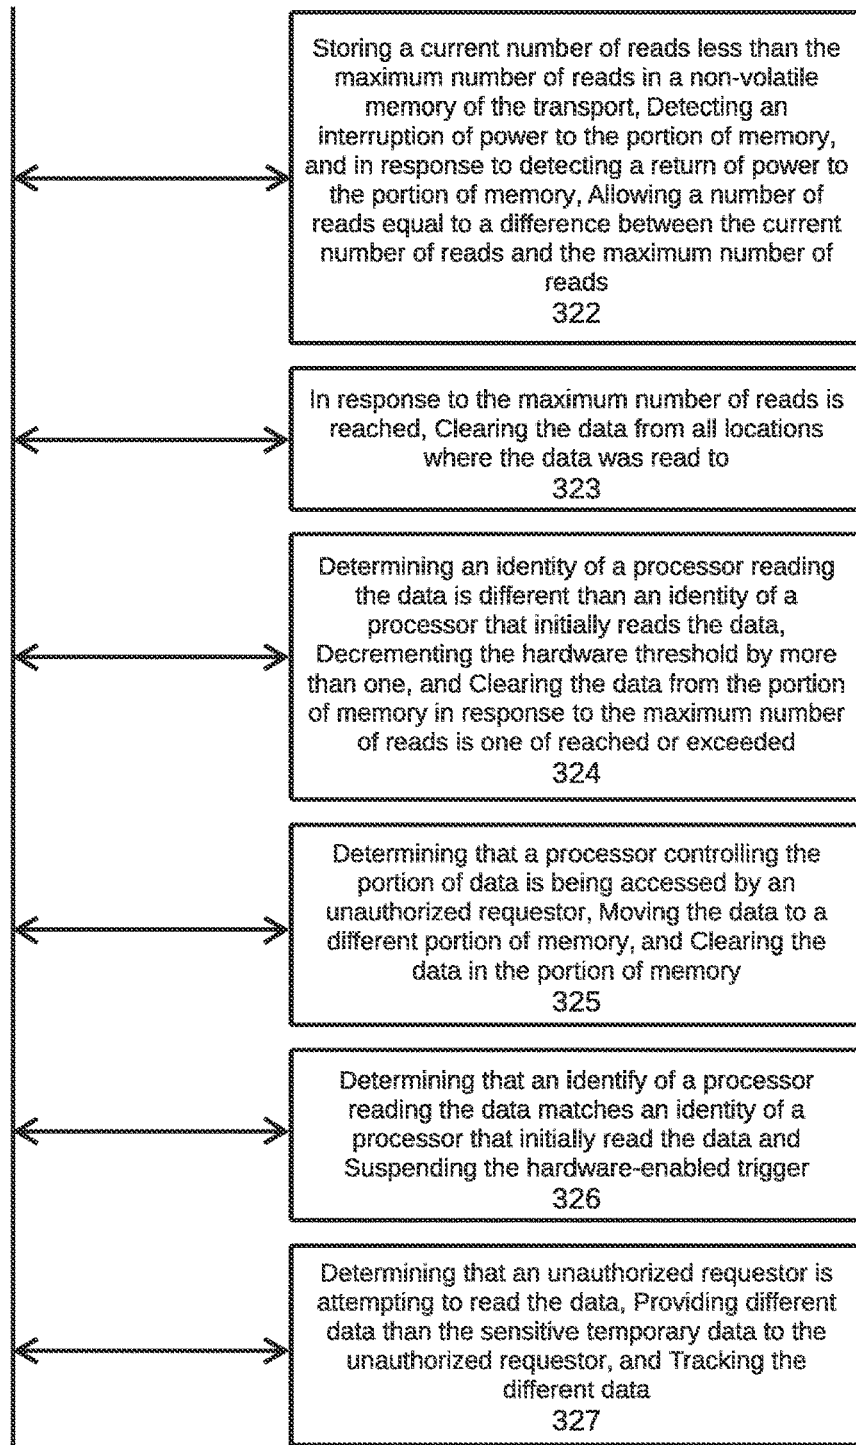 Storing a current number of reads less than the
maximum number of reads in a non-volatile
memory of the transport, Detecting an
interruption of power to the portion of memory,
and in response to detecting a return of power to
the portion of memory, Allowing a number of
reads equal to a difference between the current
number of reads and the maximum number of
reads
322
In response to the maximum number of reads is
reached, Clearing the data from all locations
where the data was read to
323
Determining an identity of a processor reading
the data is different than an identity of a
processor that initially reads the data,
Decrementing the hardware threshold by more
than one, and Clearing the data from the portion
of memory in response to the maximum number
of reads is one of reached or exceeded
324
Determining that a processor controlling the
portion of data is being accessed by an
unauthorized requestor, Moving the data to a
different portion of memory, and Clearing the
data in the portion of memory
325
Determining that an identify of a processor
reading the data matches an identity of a
processor that initially read the data and
Suspending the hardware-enabled trigger
326
Determining that an unauthorized requestor is
attempting to read the data, Providing different
data than the sensitive temporary data to the
unauthorized requestor, and Tracking the
different data
327